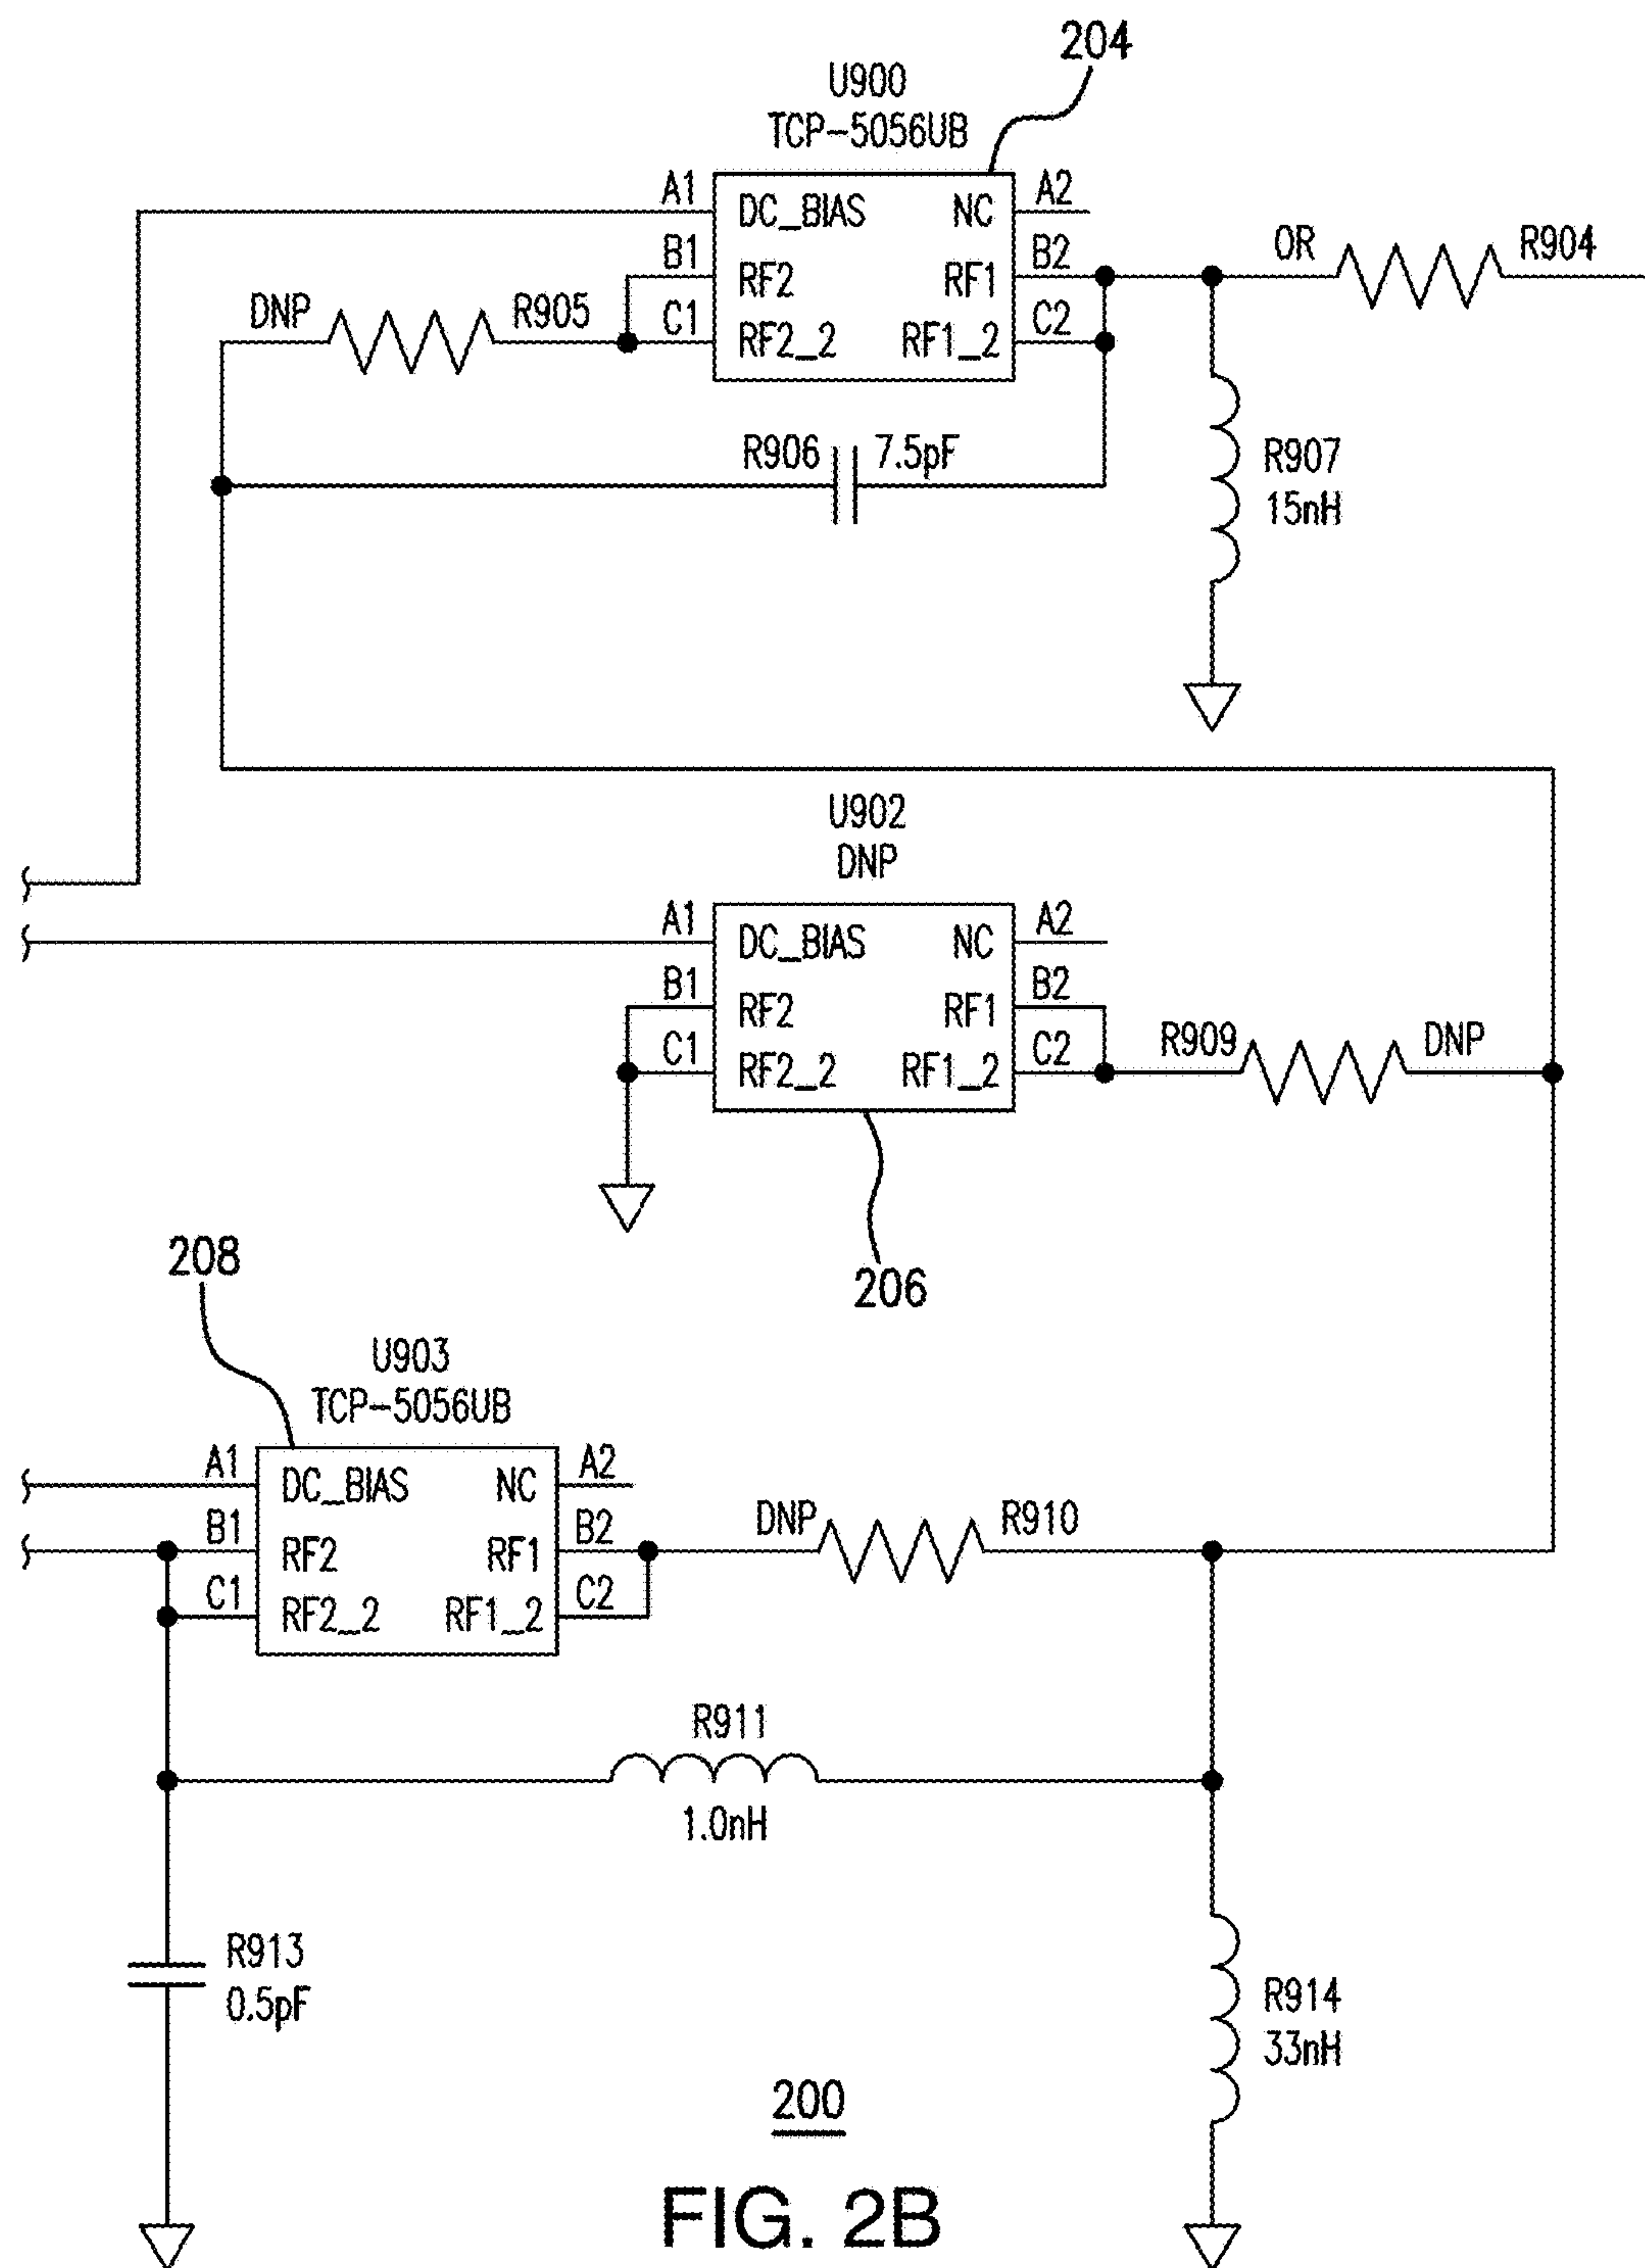 204
U900
TCP-5056UB
A1 DC_BIAS NC A2
B1 RF2 RF1 B2
C1 RF2_2 RF1_2 C2
OR R904
DNP R905
R906 7.5pF
R907
15nH
U902
DNP
A1 DC_BIAS NC A2
B1 RF2 RF1 B2
C1 RF2_2 RF1_2 C2
R909 DNP
206
208
U903
TCP-5056UB
A1 DC_BIAS NC A2
B1 RF2 RF1 B2
C1 RF2_2 RF1_2 C2
DNP R910
R911
1.0nH
R913
0.5pF
R914
33nH
200
FIG. 2B